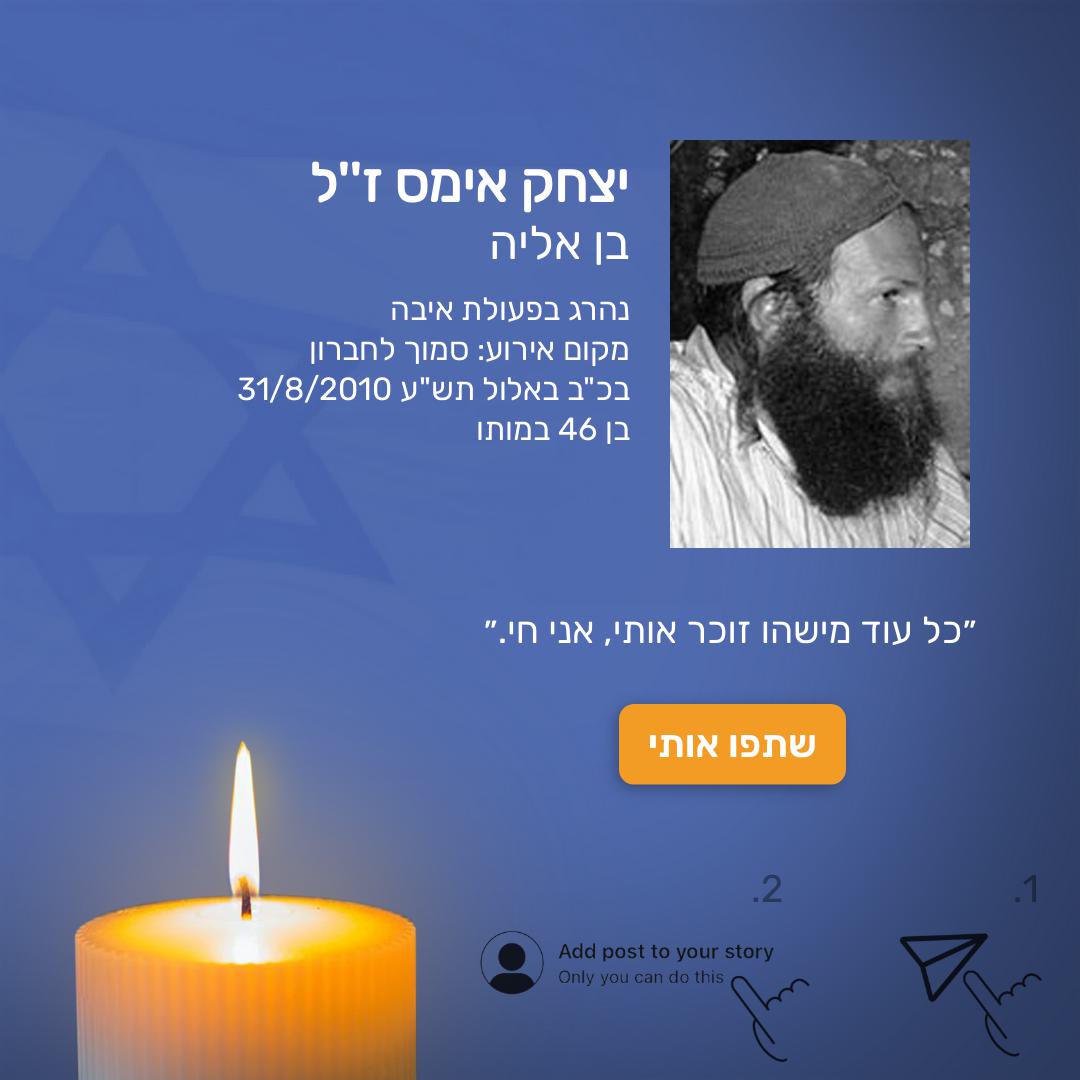 יצחק אימס ז"ל
בן אליה
נהרג בפעולת איבה
מקום אירוע: סמוך לחברון
בכ"ב באלול תש"ע 31/8/2010
בן 46 במותו
״כל עוד מישהו זוכר אותי, אני חי.״
שתפו אותי
.1
.2
Add post to your story
Only you can do this